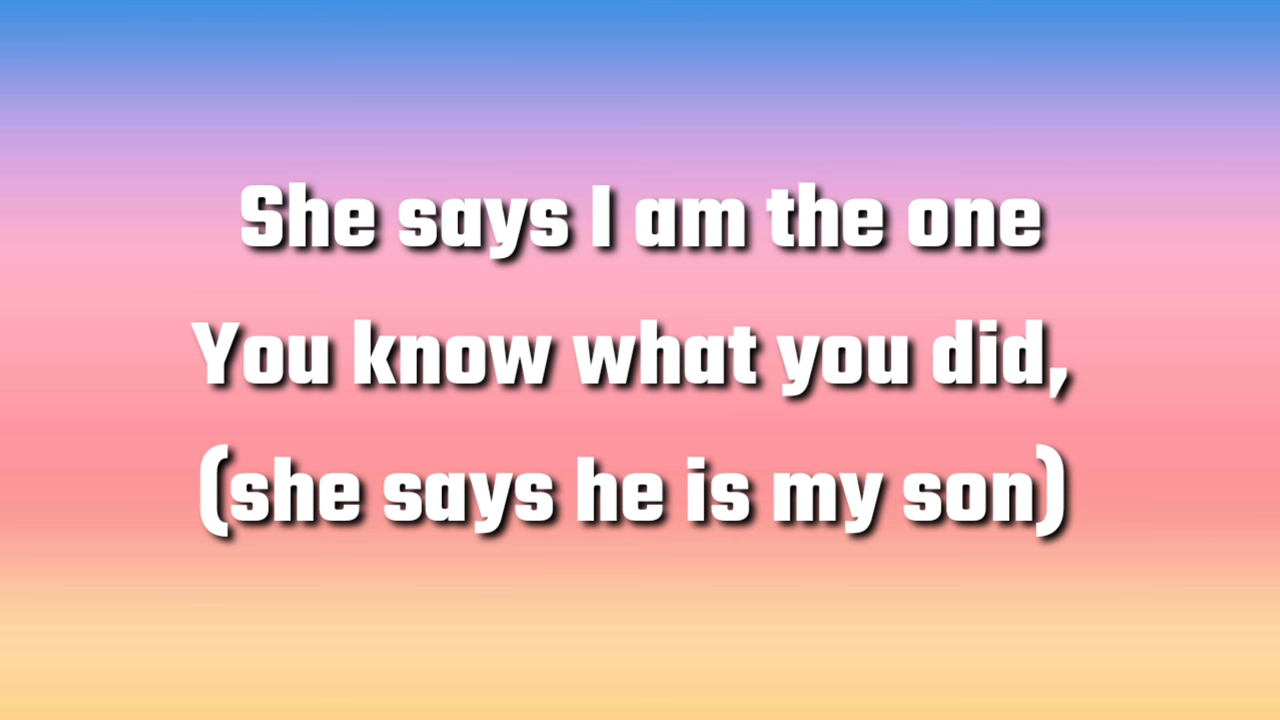 She says I am the one
You know what you did,
(she says he is my son)